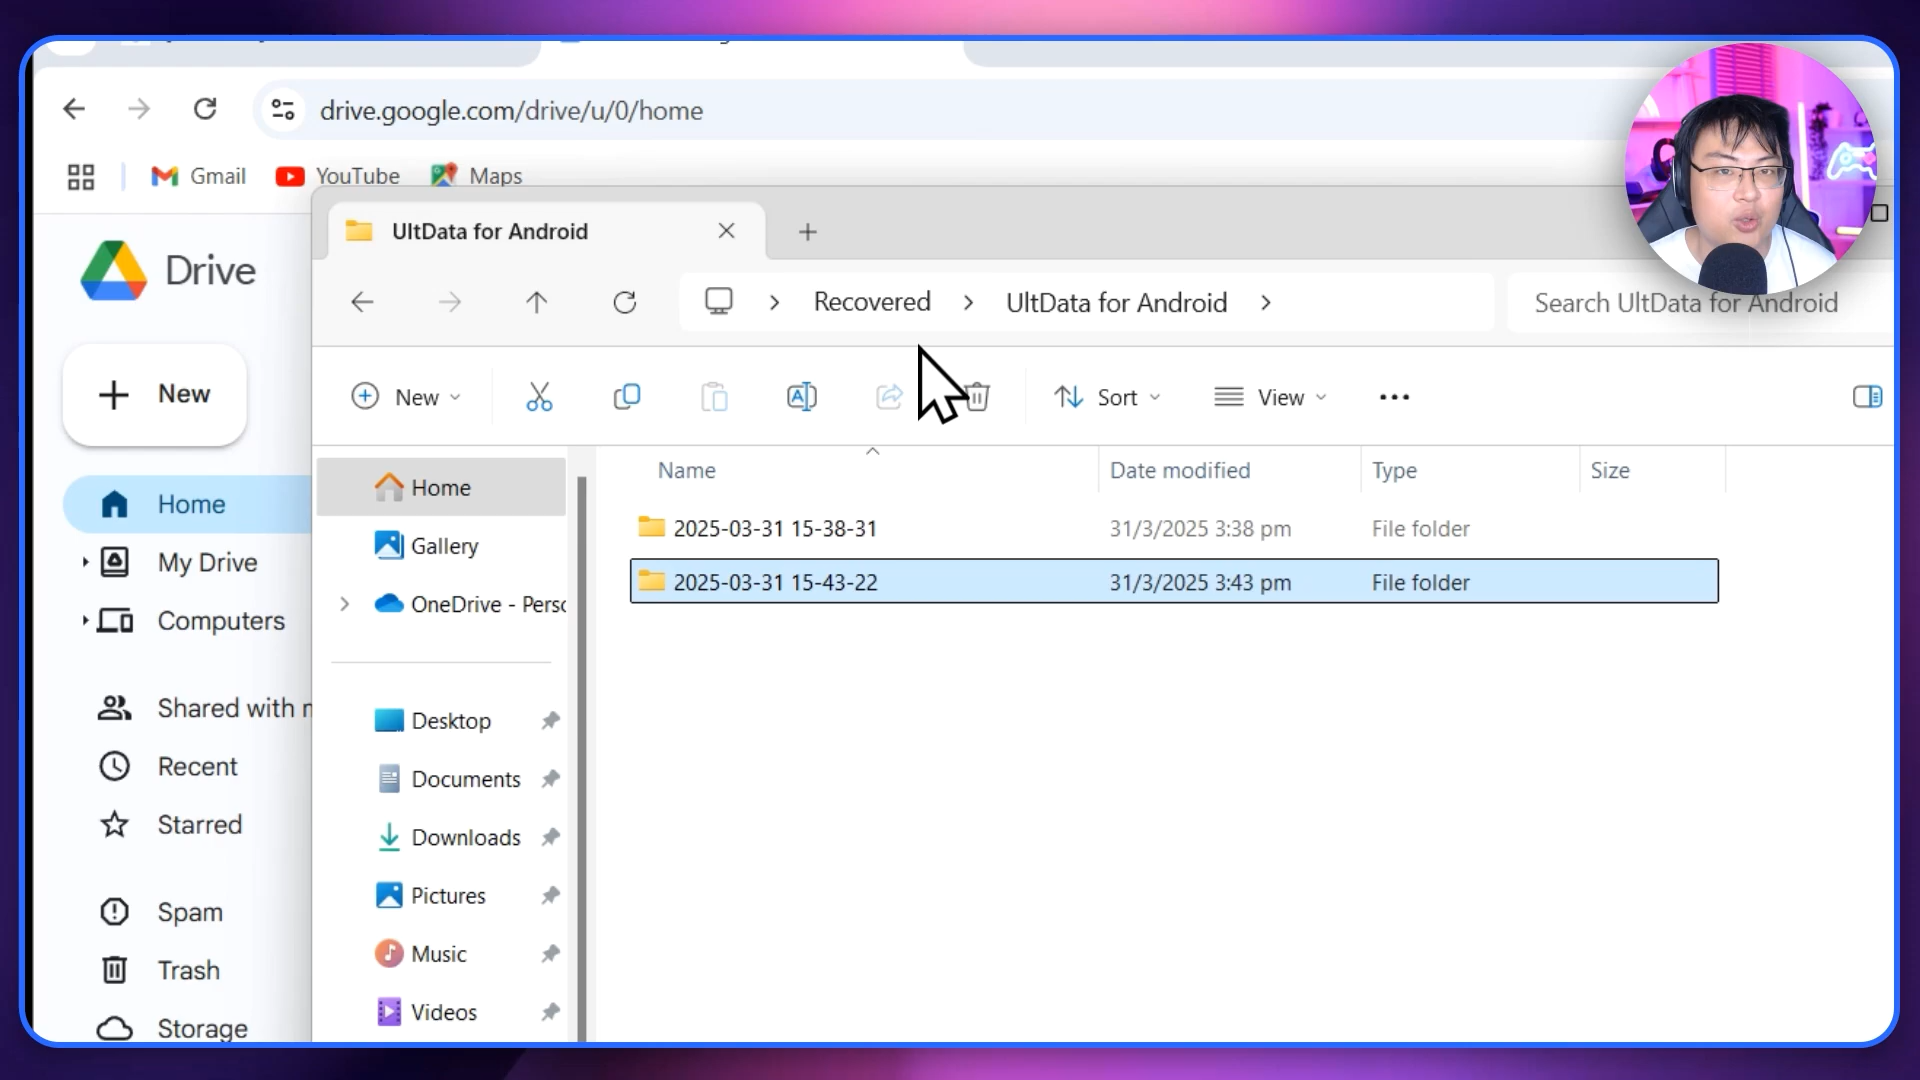 drive.google.com/drive/u/0/home
Gmail
YouTube
Maps
Drive
New
Home
My Drive
Computers
Shared with
Recent
Starred
Spam
Trash
Storage
UltData for Android
Recovered
UltData for Android
Search UltData for Android
New
Sort
View
Home
Gallery
OneDrive - Perso
Desktop
Documents
Downloads
Pictures
Music
Videos
Name Date modified Type Size
2025-03-31 15-38-31 31/3/2025 3:38 pm File folder
2025-03-31 15-43-22 31/3/2025 3:43 pm File folder